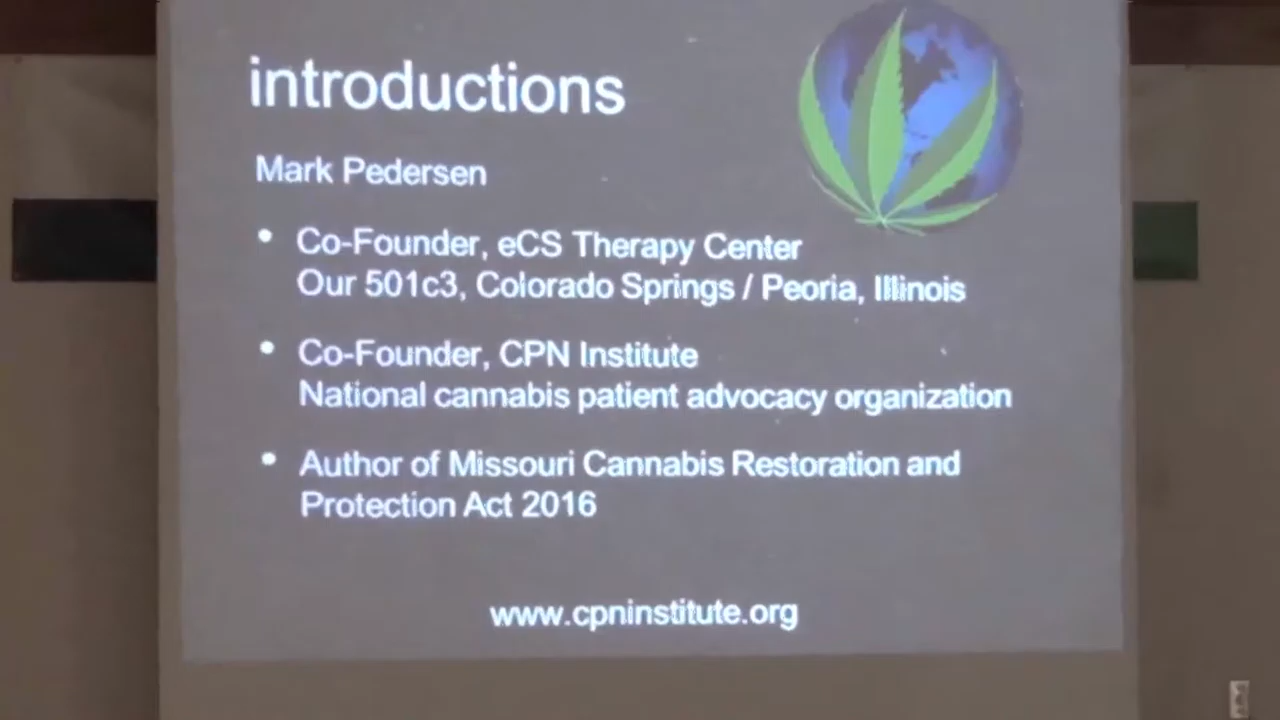 introductions
Mark Pedersen
• Co-Founder, eCS Therapy Center
Our 501c3, Colorado Springs / Peoria, Illinois
• Co-Founder, CPN Institute
National cannabis patient advocacy organization
• Author of Missouri Cannabis Restoration and
Protection Act 2016
www.cpninstitute.org